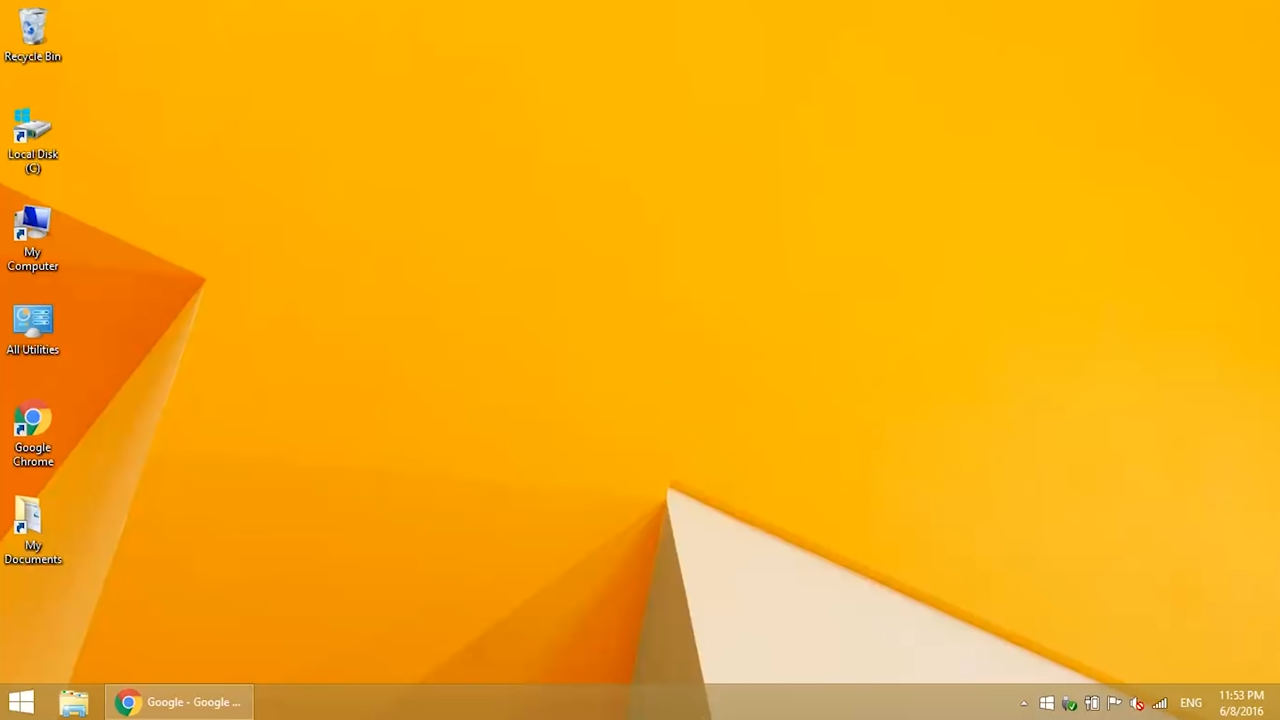 Recycle Bin
Local Disk
(C)
My
Computer
All Utilities
Google
Chrome
My
Documents
Google - Google ...
ENG
11:53 PM
6/8/2016